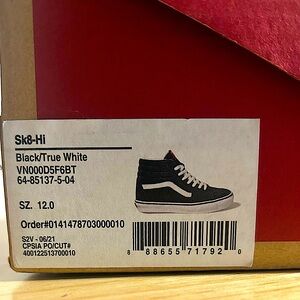 Sk8-Hi
Black/True White
VN000D5F6BT
64-85137-5-04
SZ. 12.0
Order#0141478703000010
S2V - 06/21
CPSIA PO/CUT#
400122513700010
8 88655 71792 0